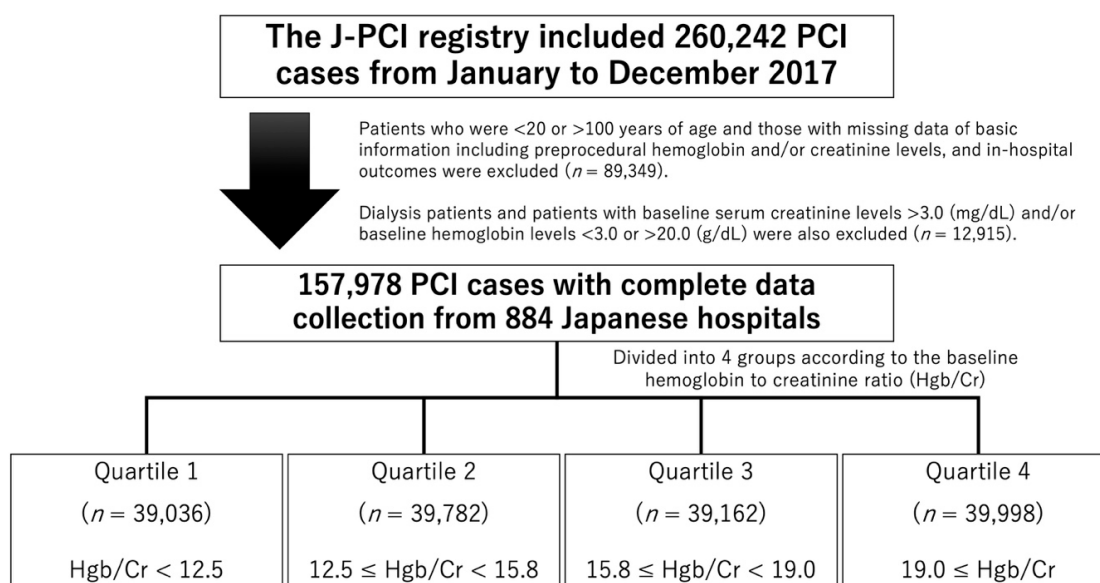 The J-PCI registry included 260,242 PCI
cases from January to December 2017
Patients who were <20 or >100 years of age and those with missing data of basic
information including preprocedural hemoglobin and/or creatinine levels, and in-hospital
outcomes were excluded (n = 89,349).
Dialysis patients and patients with baseline serum creatinine levels >3.0 (mg/dL) and/or
baseline hemoglobin levels <3.0 or >20.0 (g/dL) were also excluded (n = 12,915).
157,978 PCI cases with complete data
collection from 884 Japanese hospitals
Divided into 4 groups according to the baseline
hemoglobin to creatinine ratio (Hgb/Cr)
Quartile 1
(n = 39,036)
Hgb/Cr < 12.5
Quartile 2
(n = 39,782)
12.5 ≤ Hgb/Cr < 15.8
Quartile 3
(n = 39,162)
15.8 ≤ Hgb/Cr < 19.0
Quartile 4
(n = 39,998)
19.0 ≤ Hgb/Cr